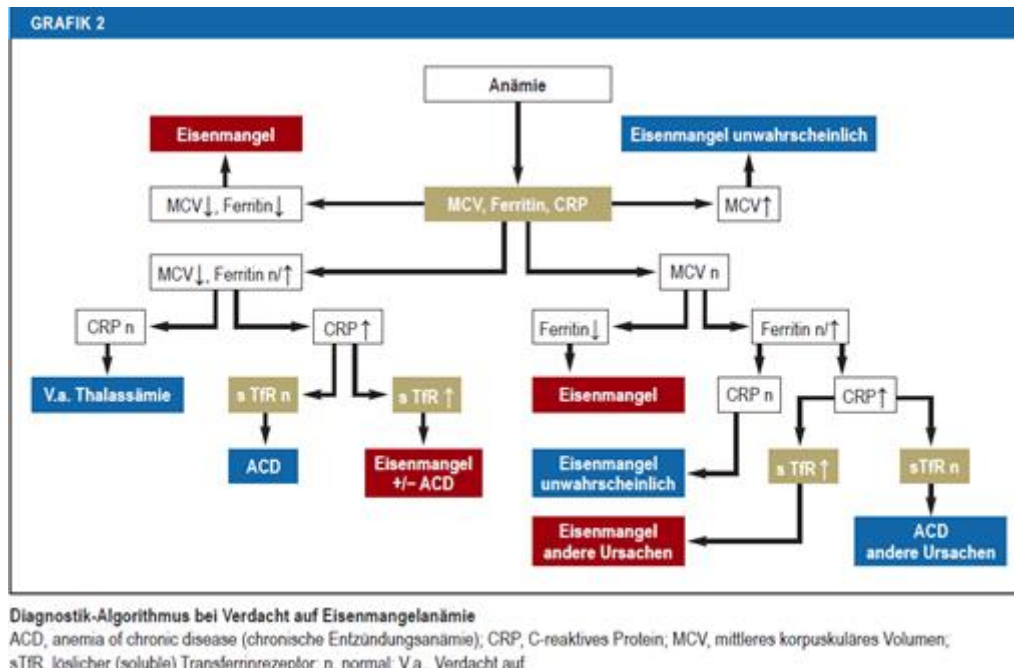 GRAFIK 2
Anämie
Eisenmangel
Eisenmangel unwahrscheinlich
MCV↓, Ferritin↓
MCV, Ferritin, CRP
MCV↑
MCV↓, Ferritin n/↑
MCV n
CRP n
CRP↑
Ferritin↓
Ferritin n/↑
V.a. Thalassämie
s TfR n
s TfR ↑
Eisenmangel
CRP n
CRP↑
ACD
Eisenmangel
+/– ACD
Eisenmangel
unwahrscheinlich
s TfR ↑
sTfR n
Eisenmangel
andere Ursachen
ACD
andere Ursachen
Diagnostik-Algorithmus bei Verdacht auf Eisenmangelanämie
ACD, anemia of chronic disease (chronische Entzündungsanämie); CRP, C-reaktives Protein; MCV, mittleres korpuskuläres Volumen;
sTfR, löslicher (soluble) Transferrinrezeptor; n, normal; V.a., Verdacht auf